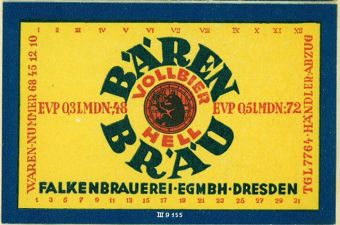 I II III IV V VI VII VIII IX X XI XII
BÄREN
VOLLBIER
HELL
BRÄU
EVP 0,3 l MDN-,48
EVP 0,5 l MDN-,72
WAREN-NUMMER 68 45 12 10
TGL 7764 · HÄNDLER-ABZUG
FALKENBRAUEREI · EGMBH · DRESDEN
1 3 5 7 9 11 13 15 17 19 21 23 25 27 29 31
III 9 155